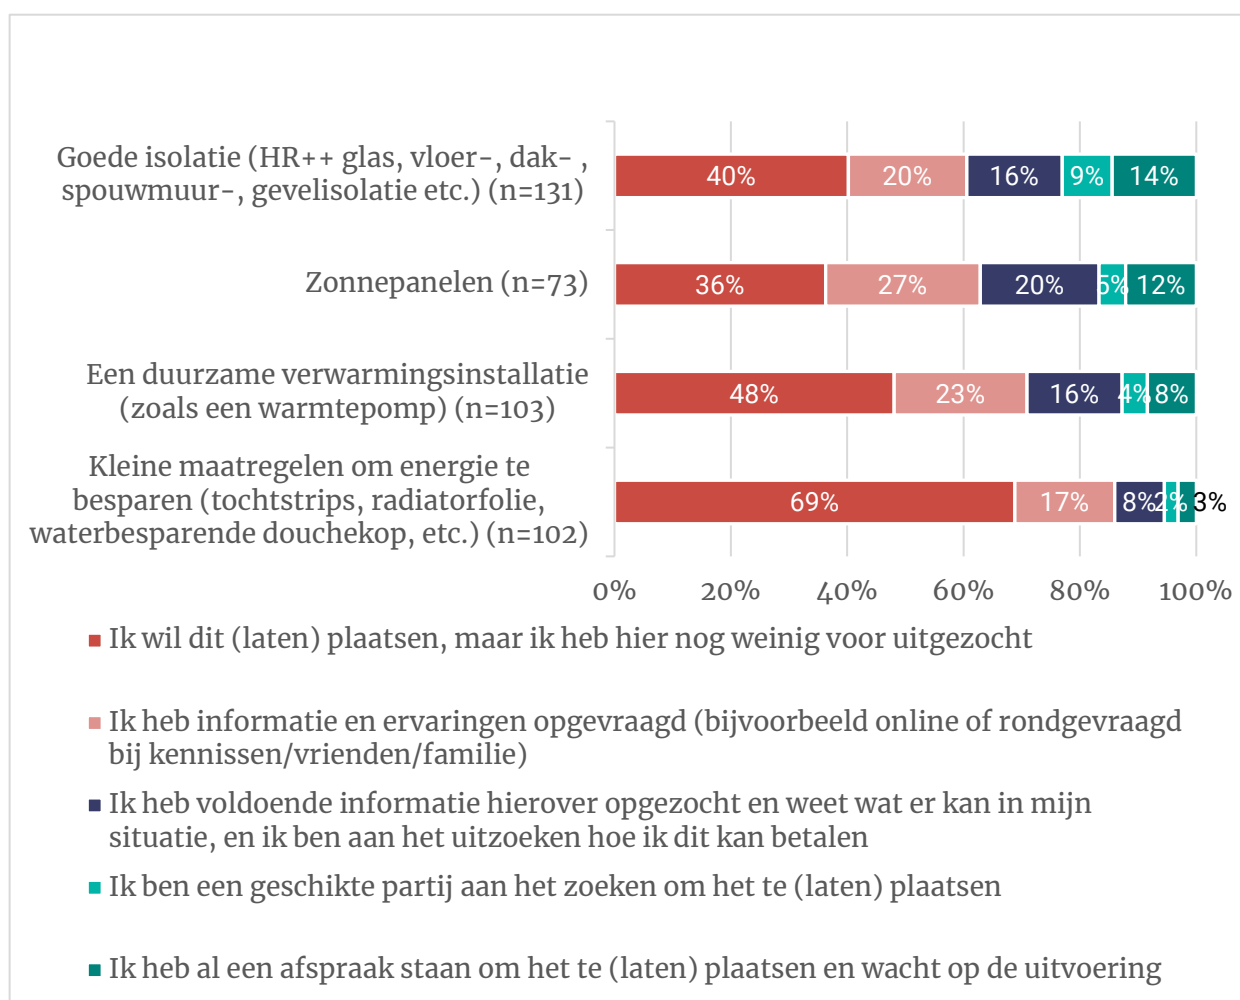 Goede isolatie (HR++ glas, vloer-, dak- ,
spouwmuur-, gevelisolatie etc.) (n=131)
40% 20% 16% 9% 14%
Zonnepanelen (n=73)
36% 27% 20% 5% 12%
Een duurzame verwarmingsinstallatie
(zoals een warmtepomp) (n=103)
48% 23% 16% 4% 8%
Kleine maatregelen om energie te
besparen (tochtstrips, radiatorfolie,
waterbesparende douchekop, etc.) (n=102)
69% 17% 8% 2% 3%
0% 20% 40% 60% 80% 100%
Ik wil dit (laten) plaatsen, maar ik heb hier nog weinig voor uitgezocht
Ik heb informatie en ervaringen opgevraagd (bijvoorbeeld online of rondgevraagd
bij kennissen/vrienden/familie)
Ik heb voldoende informatie hierover opgezocht en weet wat er kan in mijn
situatie, en ik ben aan het uitzoeken hoe ik dit kan betalen
Ik ben een geschikte partij aan het zoeken om het te (laten) plaatsen
Ik heb al een afspraak staan om het te (laten) plaatsen en wacht op de uitvoering